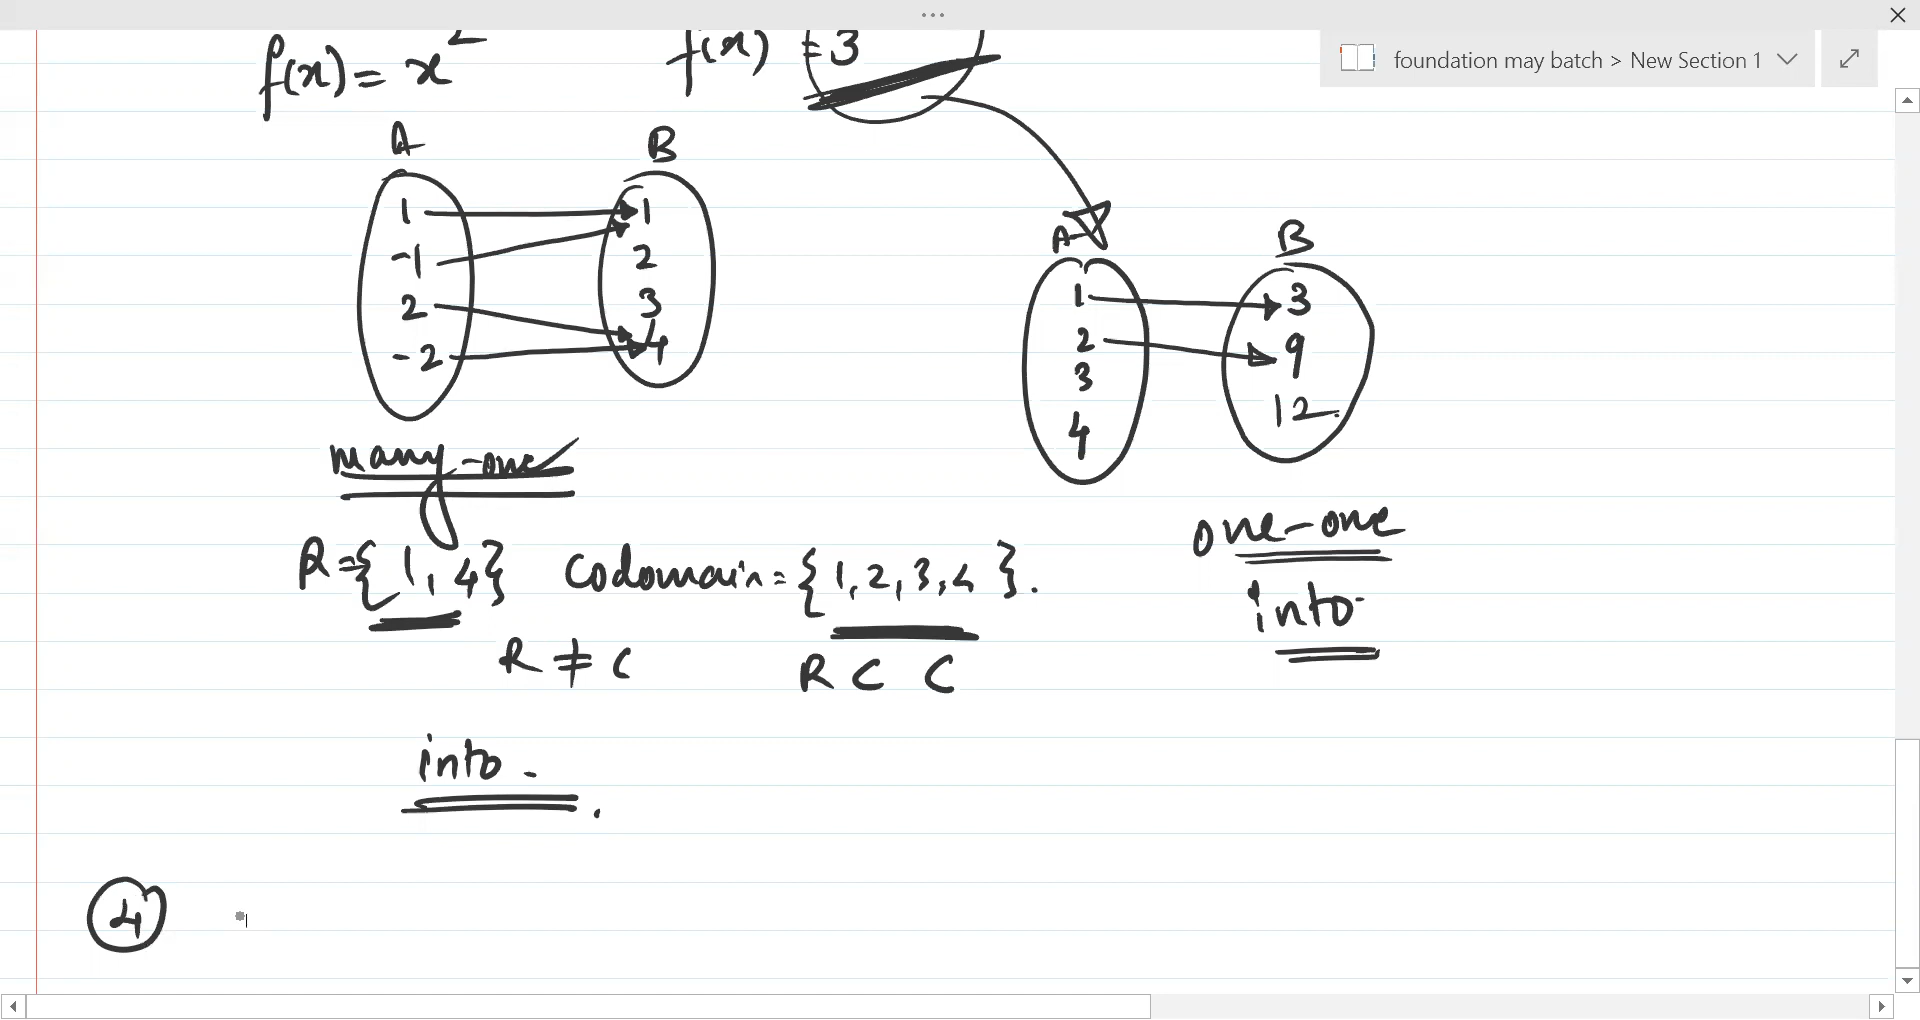 ...
foundation may batch > New Section 1
f(x) = x²
f(x) = 3
A
B
1
-1
2
-2
1
2
3
4
A
B
1
2
3
4
3
9
12
many-one
one-one
R={1, 4} codomain = {1, 2, 3, 4}.
into
R ≠ C
R ⊂ C
into
4